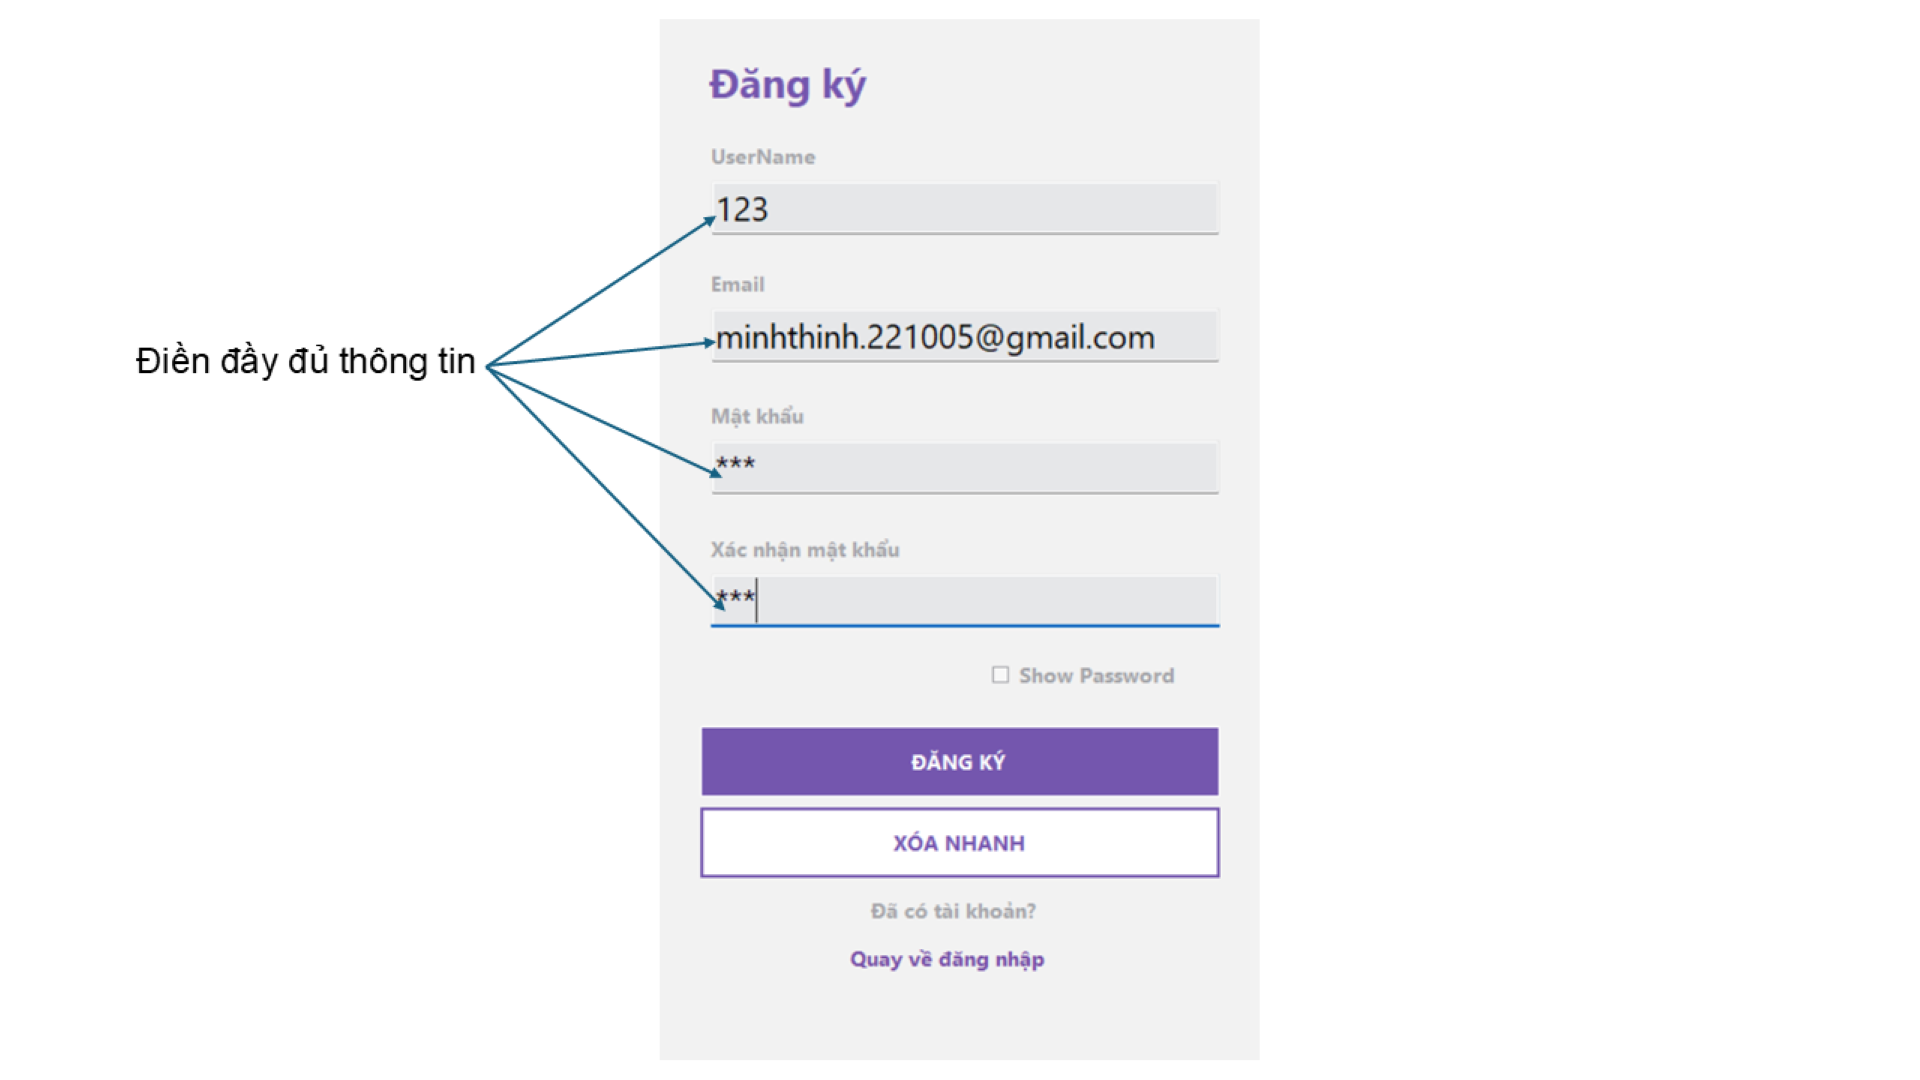 Đăng ký
UserName
123
Email
minhthinh.221005@gmail.com
Điền đầy đủ thông tin
Mật khẩu
***
Xác nhận mật khẩu
***
Show Password
ĐĂNG KÝ
XÓA NHANH
Đã có tài khoản?
Quay về đăng nhập